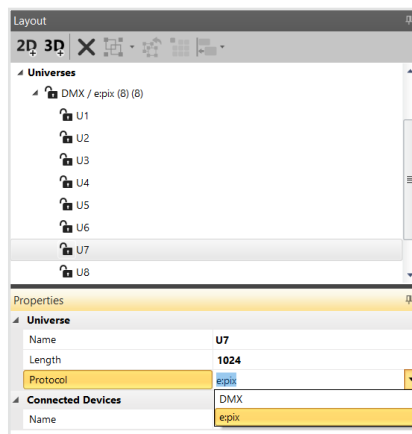 Layout
2D 3D
Universes
DMX / e:pix (8) (8)
U1
U2
U3
U4
U5
U6
U7
U8
Properties
Universe
Name U7
Length 1024
Protocol e:pix
DMX
Connected Devices
e:pix
Name